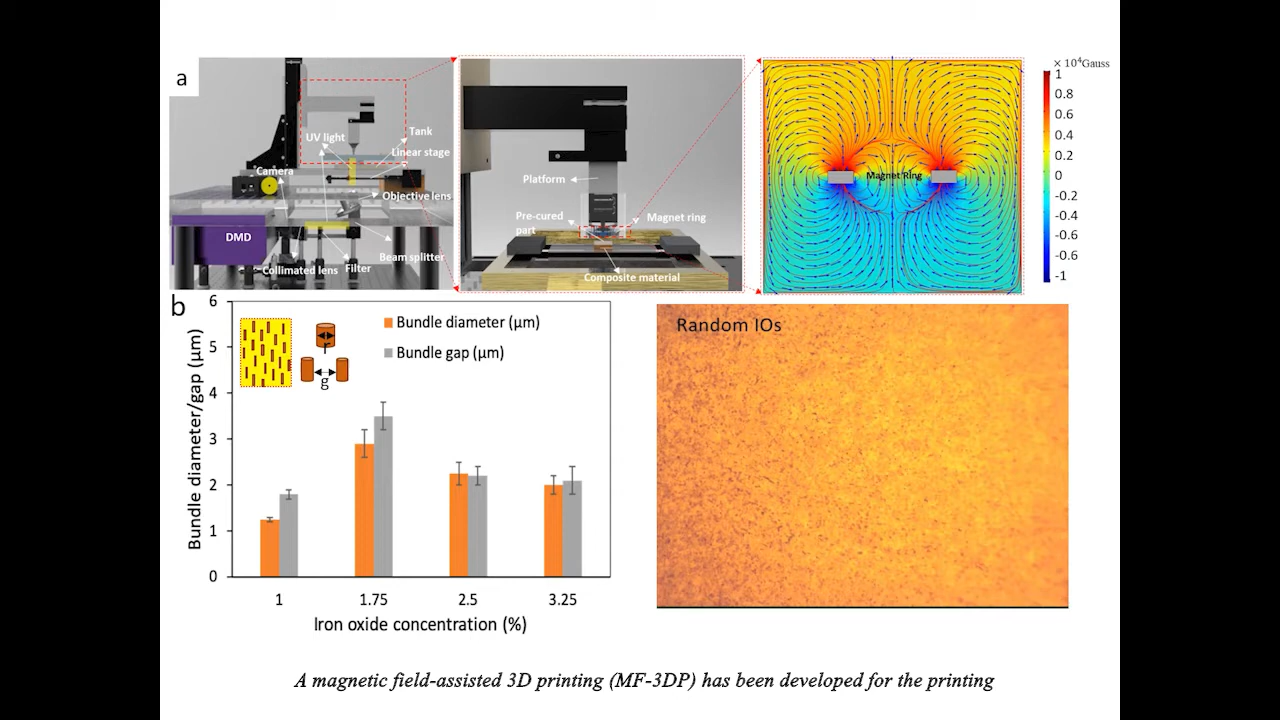 a
UV light
Tank
Linear stage
Camera
Objective lens
DMD
Beam splitter
Collimated lens
Filter
Platform
Pre-cured
part
Magnet ring
Composite material
Magnet Ring
× 10⁴Gauss
1
0.8
0.6
0.4
0.2
0
-0.2
-0.6
-0.6
-1
b
6
5
4
3
2
1
0
Bundle diameter/gap (µm)
r
g
Bundle diameter (µm)
Bundle gap (µm)
1
1.75
2.5
3.25
Iron oxide concentration (%)
Random IOs
A magnetic field-assisted 3D printing (MF-3DP) has been developed for the printing